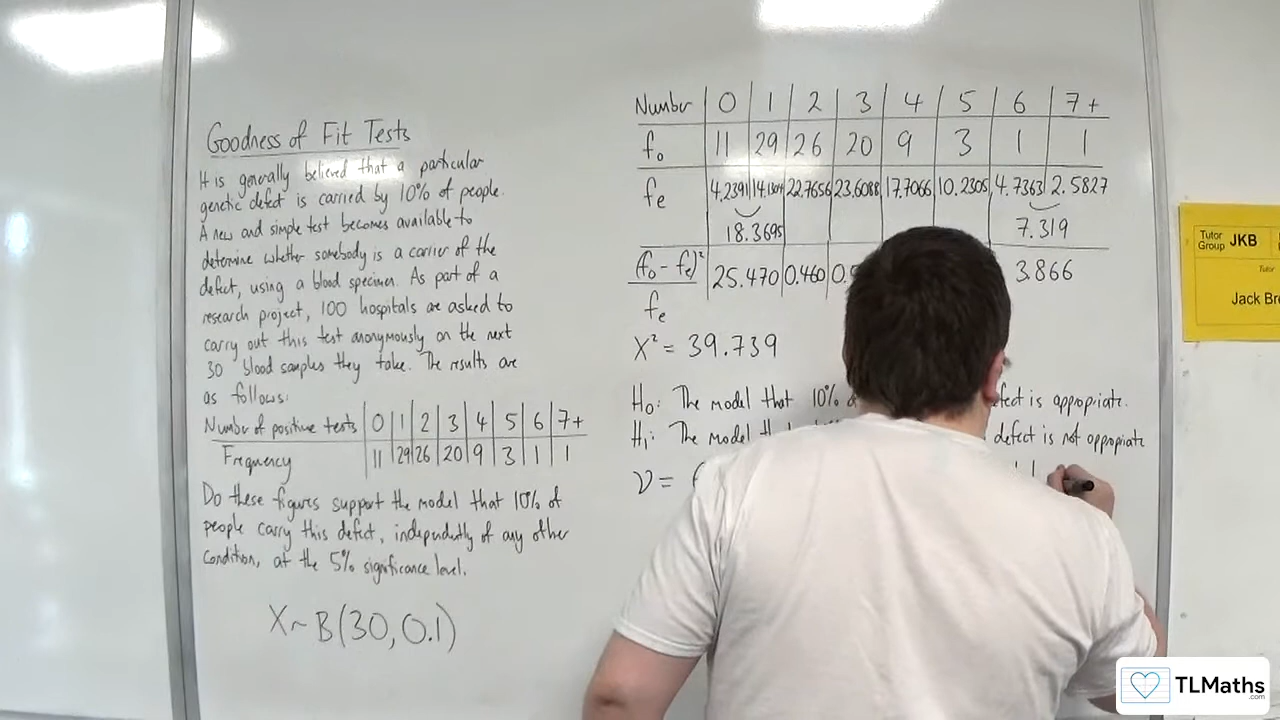 Goodness of Fit Tests
It is generally believed that a particular
genetic defect is carried by 10% of people.
A new and simple test becomes available to
determine whether somebody is a carrier of the
defect, using a blood specimen. As part of a
research project, 100 hospitals are asked to
carry out this test anonymously on the next
30 blood samples they take. The results are
as follows:
Number of positive tests 0 1 2 3 4 5 6 7+
Frequency 11 29 26 20 9 3 1 1
Do these figures support the model that 10% of
people carry this defect, independently of any other
condition, at the 5% significance level.
X~B(30,0.1)
Number 0 1 2 3 4 5 6 7+
fo 11 29 26 20 9 3 1 1
fe 4.2391 14.1304 22.7656 23.6088 17.7066 10.2305 4.7363 2.5827
18.3695 7.319
(fo - fe)²/fe 25.470 0.460 3.866
X² = 39.739
Ho: The model that 10% is appropriate.
H1: The model defect is not appropriate
ν =
Tutor Group JKB
Tutor
Jack
TLMaths
.com